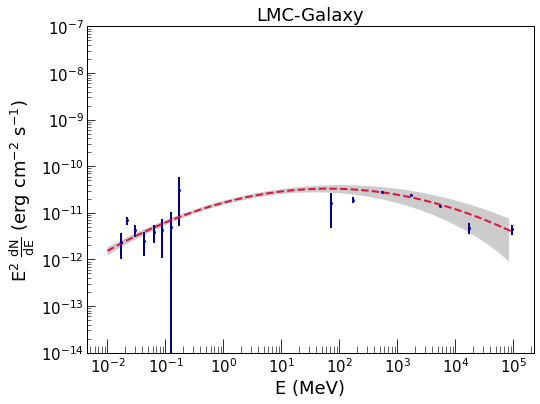 LMC-Galaxy
E² dN/dE (erg cm⁻² s⁻¹)
10⁻⁷
10⁻⁸
10⁻⁹
10⁻¹⁰
10⁻¹¹
10⁻¹²
10⁻¹³
10⁻¹⁴
10⁻² 10⁻¹ 10⁰ 10¹ 10² 10³ 10⁴ 10⁵
E (MeV)